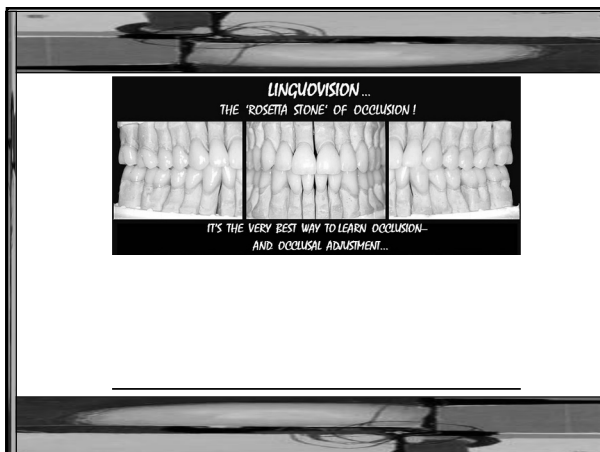 LINGUOVISION...
THE 'ROSETTA STONE' OF OCCLUSION!
IT'S THE VERY BEST WAY TO LEARN OCCLUSION–
AND OCCLUSAL ADJUSTMENT...